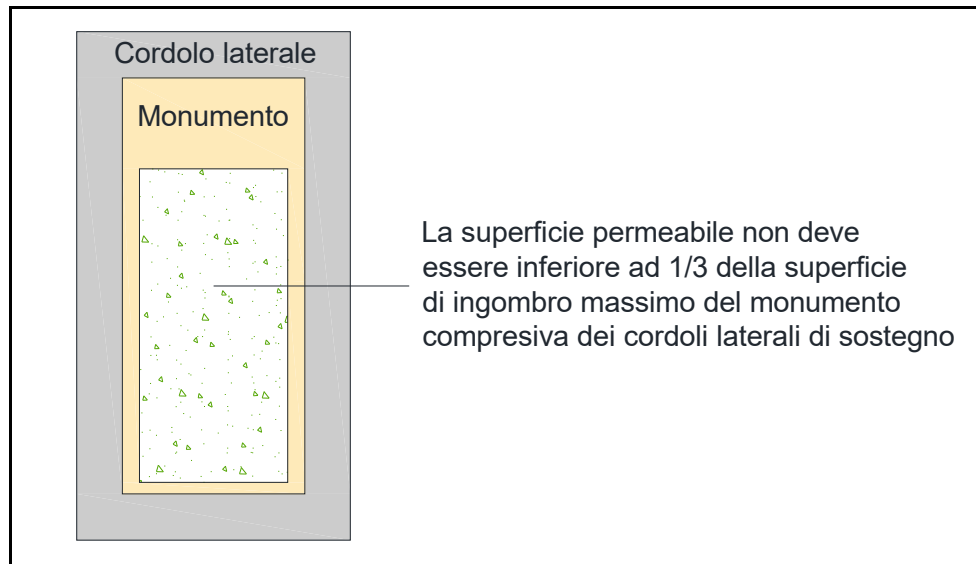 Cordolo laterale
Monumento
La superficie permeabile non deve
essere inferiore ad 1/3 della superficie
di ingombro massimo del monumento
compresiva dei cordoli laterali di sostegno